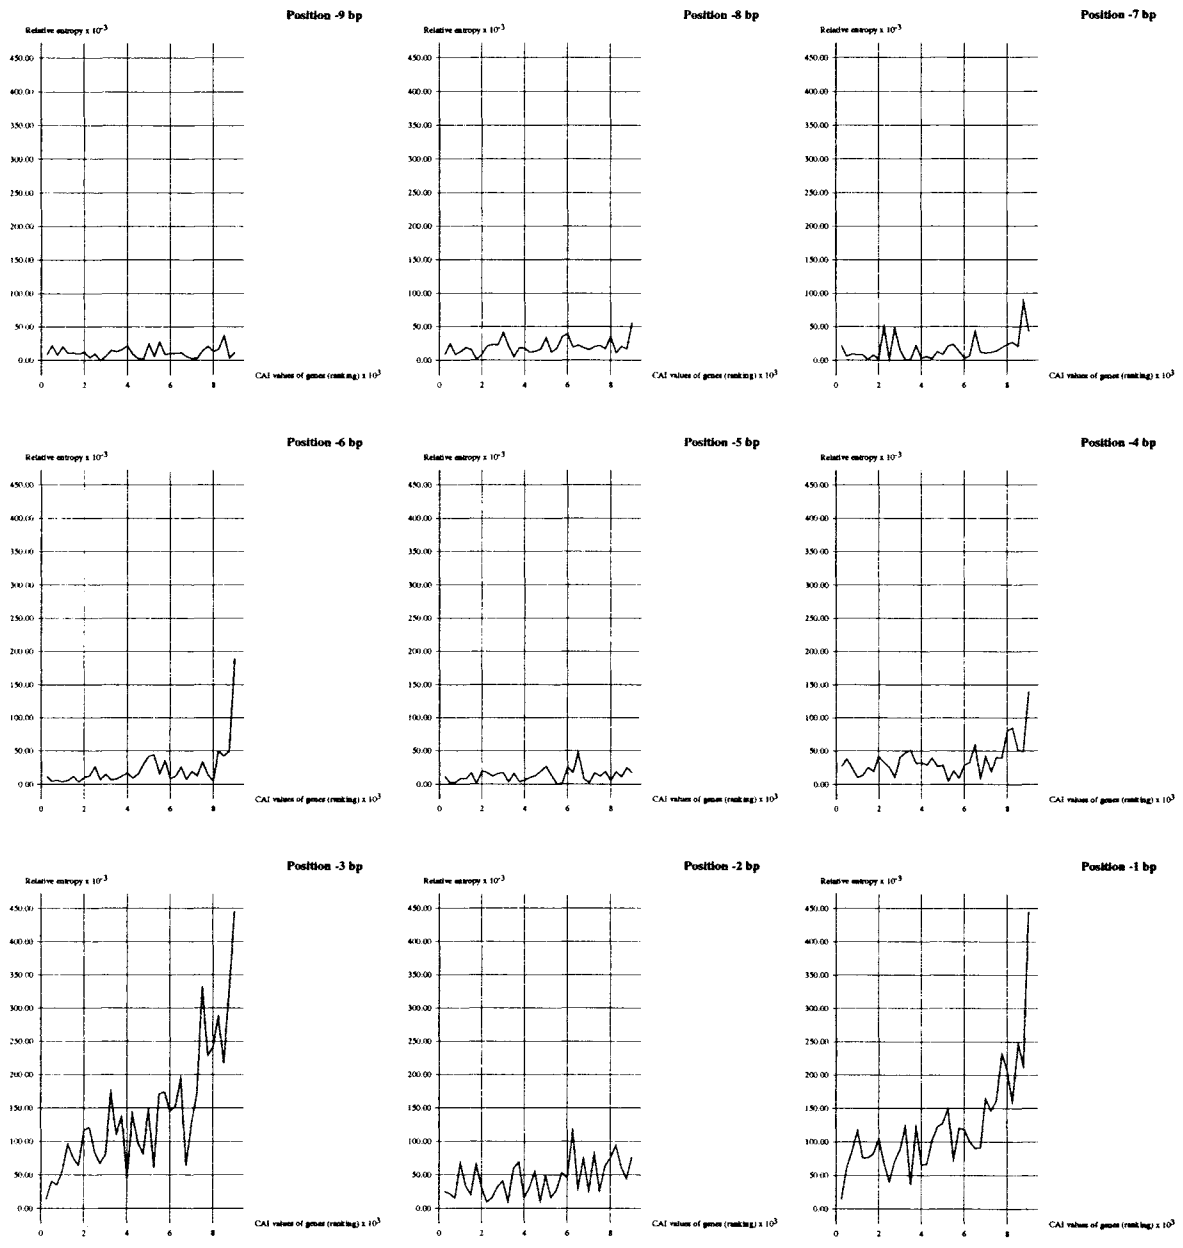 Position -9 bp
Relative entropy x 10-3
450.00
400.00
350.00
300.00
250.00
200.00
150.00
100.00
50.00
0.00
0 2 4 6 8
CAI values of genes (ranking) x 103
Position -8 bp
Relative entropy x 10-3
450.00
400.00
350.00
300.00
250.00
200.00
150.00
100.00
50.00
0.00
0 2 4 6 8
CAI values of genes (ranking) x 103
Position -7 bp
Relative entropy x 10-3
450.00
400.00
350.00
300.00
250.00
200.00
150.00
100.00
50.00
0.00
0 2 4 6 8
CAI values of genes (ranking) x 103
Position -6 bp
Relative entropy x 10-3
450.00
400.00
350.00
300.00
250.00
200.00
150.00
100.00
50.00
0.00
0 2 4 6 8
CAI values of genes (ranking) x 103
Position -5 bp
Relative entropy x 10-3
450.00
400.00
350.00
300.00
250.00
200.00
150.00
100.00
50.00
0.00
0 2 4 6 8
CAI values of genes (ranking) x 103
Position -4 bp
Relative entropy x 10-3
450.00
400.00
350.00
300.00
250.00
200.00
150.00
100.00
50.00
0.00
0 2 4 6 8
CAI values of genes (ranking) x 103
Position -3 bp
Relative entropy x 10-3
450.00
400.00
350.00
300.00
250.00
200.00
150.00
100.00
50.00
0.00
0 2 4 6 8
CAI values of genes (ranking) x 103
Position -2 bp
Relative entropy x 10-3
450.00
400.00
350.00
300.00
250.00
200.00
150.00
100.00
50.00
0.00
0 2 4 6 8
CAI values of genes (ranking) x 103
Position -1 bp
Relative entropy x 10-3
450.00
400.00
350.00
300.00
250.00
200.00
150.00
100.00
50.00
0.00
0 2 4 6 8
CAI values of genes (ranking) x 103